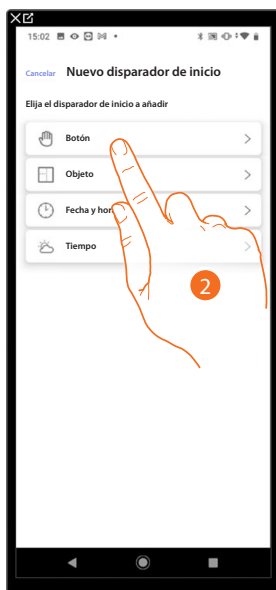 15:02
Cancelar Nuevo disparador de inicio
Elija el disparador de inicio a añadir
Botón
Objeto
Fecha y hor
Tiempo
2